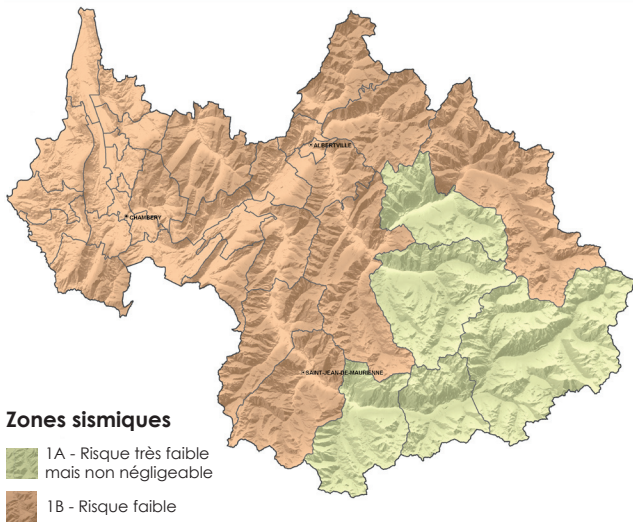 ALBERTVILLE
CHAMBERY
SAINT-JEAN-DE-MAURIENNE
Zones sismiques
1A - Risque très faible
mais non négligeable
1B - Risque faible